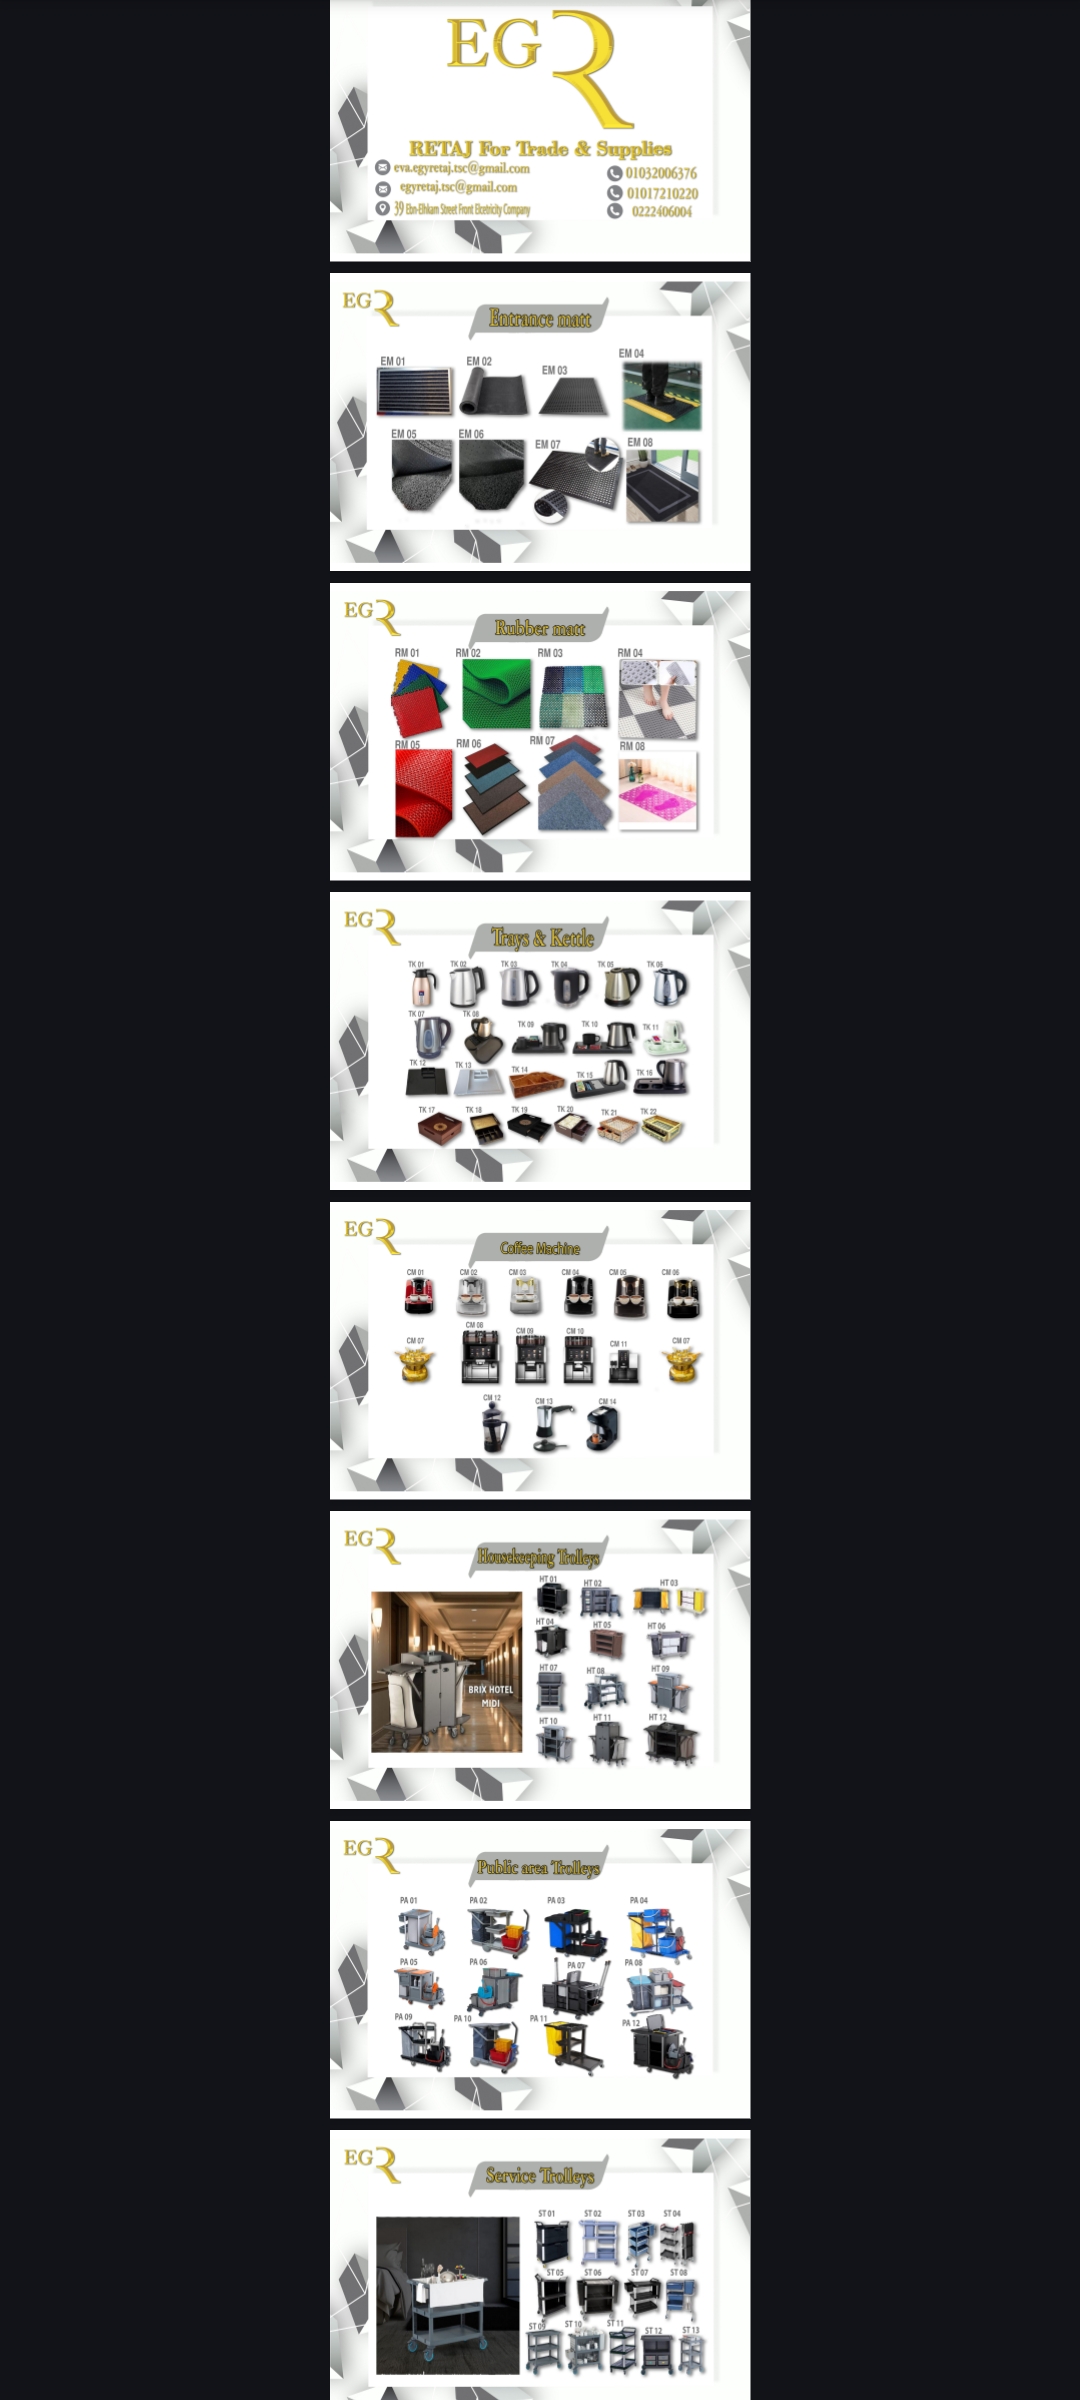 EGR
RETAJ For Trade & Supplies
eva.egyretaj.tsc@gmail.com
01032006376
egyretaj.tsc@gmail.com
01017210220
39 Ebn-Elhkam Street Front Elcetricity Company
0222406004
EGR
Entrance matt
EM 01 EM 02 EM 03 EM 04
EM 05 EM 06 EM 07 EM 08
EGR
Rubber matt
RM 01 RM 02 RM 03 RM 04
RM 05 RM 06 RM 07 RM 08
EGR
Trays & Kettle
TK 01 TK 02 TK 03 TK 04 TK 05 TK 06
TK 07 TK 08 TK 09 TK 10 TK 11
TK 12 TK 13 TK 14 TK 15 TK 16
TK 17 TK 18 TK 19 TK 20 TK 21 TK 22
EGR
Coffee Machine
CM 01 CM 02 CM 03 CM 04 CM 05 CM 06
CM 07 CM 08 CM 09 CM 10 CM 11 CM 07
CM 12 CM 13 CM 14
EGR
Housekeeping Trolleys
HT 01 HT 02 HT 03
HT 04 HT 05 HT 06
BRIX HOTEL
MIDI
HT 07 HT 08 HT 09
HT 10 HT 11 HT 12
EGR
Public area Trolleys
PA 01 PA 02 PA 03 PA 04
PA 05 PA 06 PA 07 PA 08
PA 09 PA 10 PA 11 PA 12
EGR
Service Trolleys
ST 01 ST 02 ST 03 ST 04
ST 05 ST 06 ST 07 ST 08
ST 09 ST 10 ST 11 ST 12 ST 13